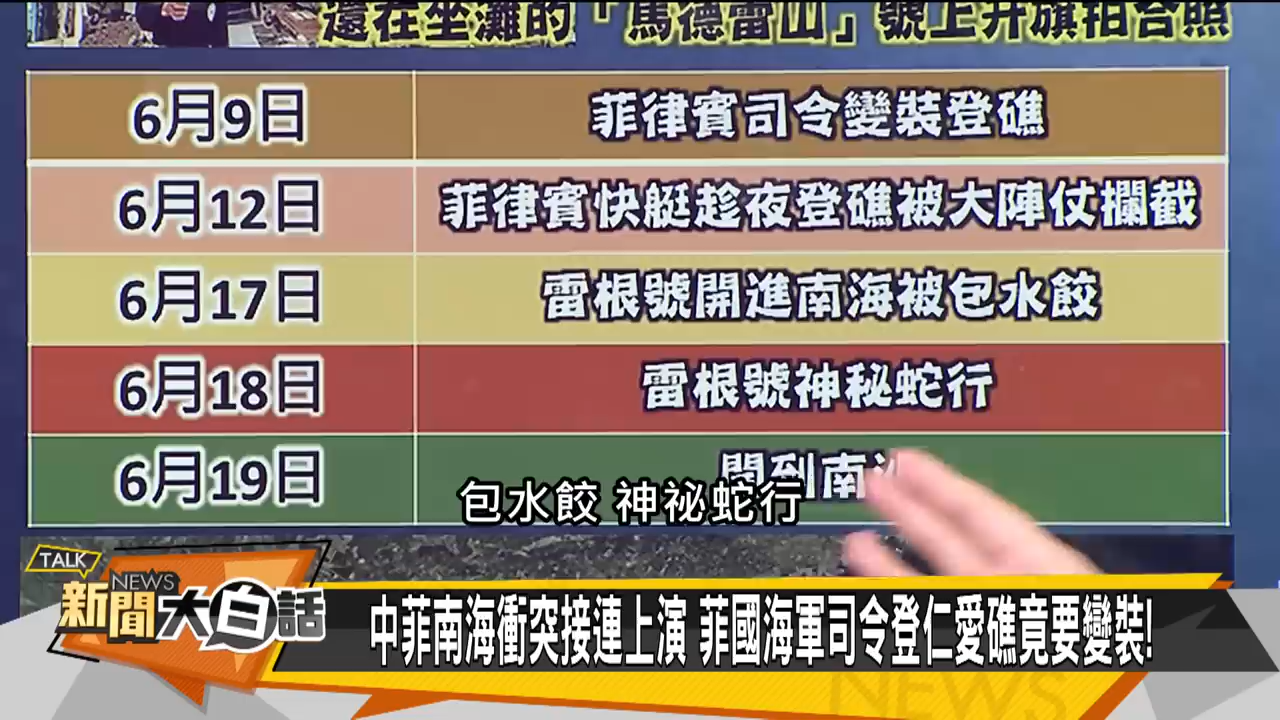 還在坐灘的「馬德雷山」號上升旗拍合照
6月9日 菲律賓司令變裝登礁
6月12日 菲律賓快艇趁夜登礁被大陣仗攔截
6月17日 雷根號開進南海被包水餃
6月18日 雷根號神秘蛇行
6月19日 開到南沙
包水餃 神祕蛇行
TALK
NEWS
新聞大白話
中菲南海衝突接連上演 菲國海軍司令登仁愛礁竟要變裝!
NEWS